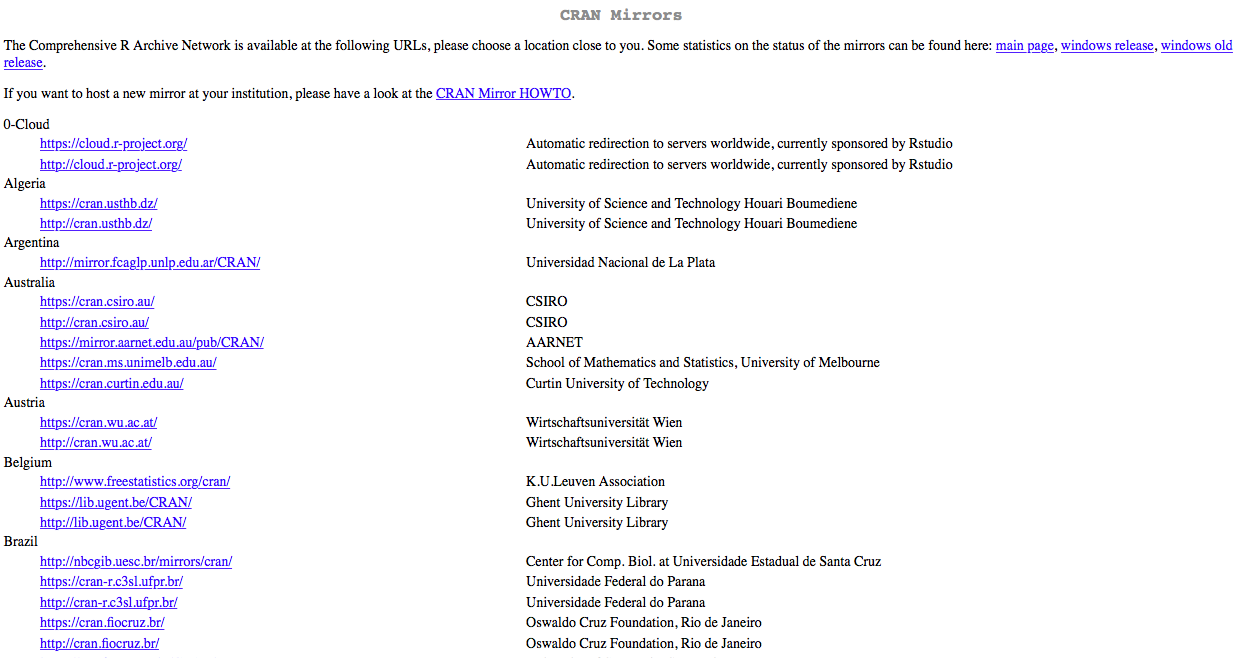 CRAN Mirrors
The Comprehensive R Archive Network is available at the following URLs, please choose a location close to you. Some statistics on the status of the mirrors can be found here: main page, windows release, windows old
release.
If you want to host a new mirror at your institution, please have a look at the CRAN Mirror HOWTO.
0-Cloud
https://cloud.r-project.org/ Automatic redirection to servers worldwide, currently sponsored by Rstudio
http://cloud.r-project.org/ Automatic redirection to servers worldwide, currently sponsored by Rstudio
Algeria
https://cran.usthb.dz/ University of Science and Technology Houari Boumediene
http://cran.usthb.dz/ University of Science and Technology Houari Boumediene
Argentina
http://mirror.fcaglp.unlp.edu.ar/CRAN/ Universidad Nacional de La Plata
Australia
https://cran.csiro.au/ CSIRO
http://cran.csiro.au/ CSIRO
https://mirror.aarnet.edu.au/pub/CRAN/ AARNET
https://cran.ms.unimelb.edu.au/ School of Mathematics and Statistics, University of Melbourne
https://cran.curtin.edu.au/ Curtin University of Technology
Austria
https://cran.wu.ac.at/ Wirtschaftsuniversität Wien
http://cran.wu.ac.at/ Wirtschaftsuniversität Wien
Belgium
http://www.freestatistics.org/cran/ K.U.Leuven Association
https://lib.ugent.be/CRAN/ Ghent University Library
http://lib.ugent.be/CRAN/ Ghent University Library
Brazil
http://nbcgib.uesc.br/mirrors/cran/ Center for Comp. Biol. at Universidade Estadual de Santa Cruz
https://cran-r.c3sl.ufpr.br/ Universidade Federal do Parana
http://cran-r.c3sl.ufpr.br/ Universidade Federal do Parana
https://cran.fiocruz.br/ Oswaldo Cruz Foundation, Rio de Janeiro
http://cran.fiocruz.br/ Oswaldo Cruz Foundation, Rio de Janeiro